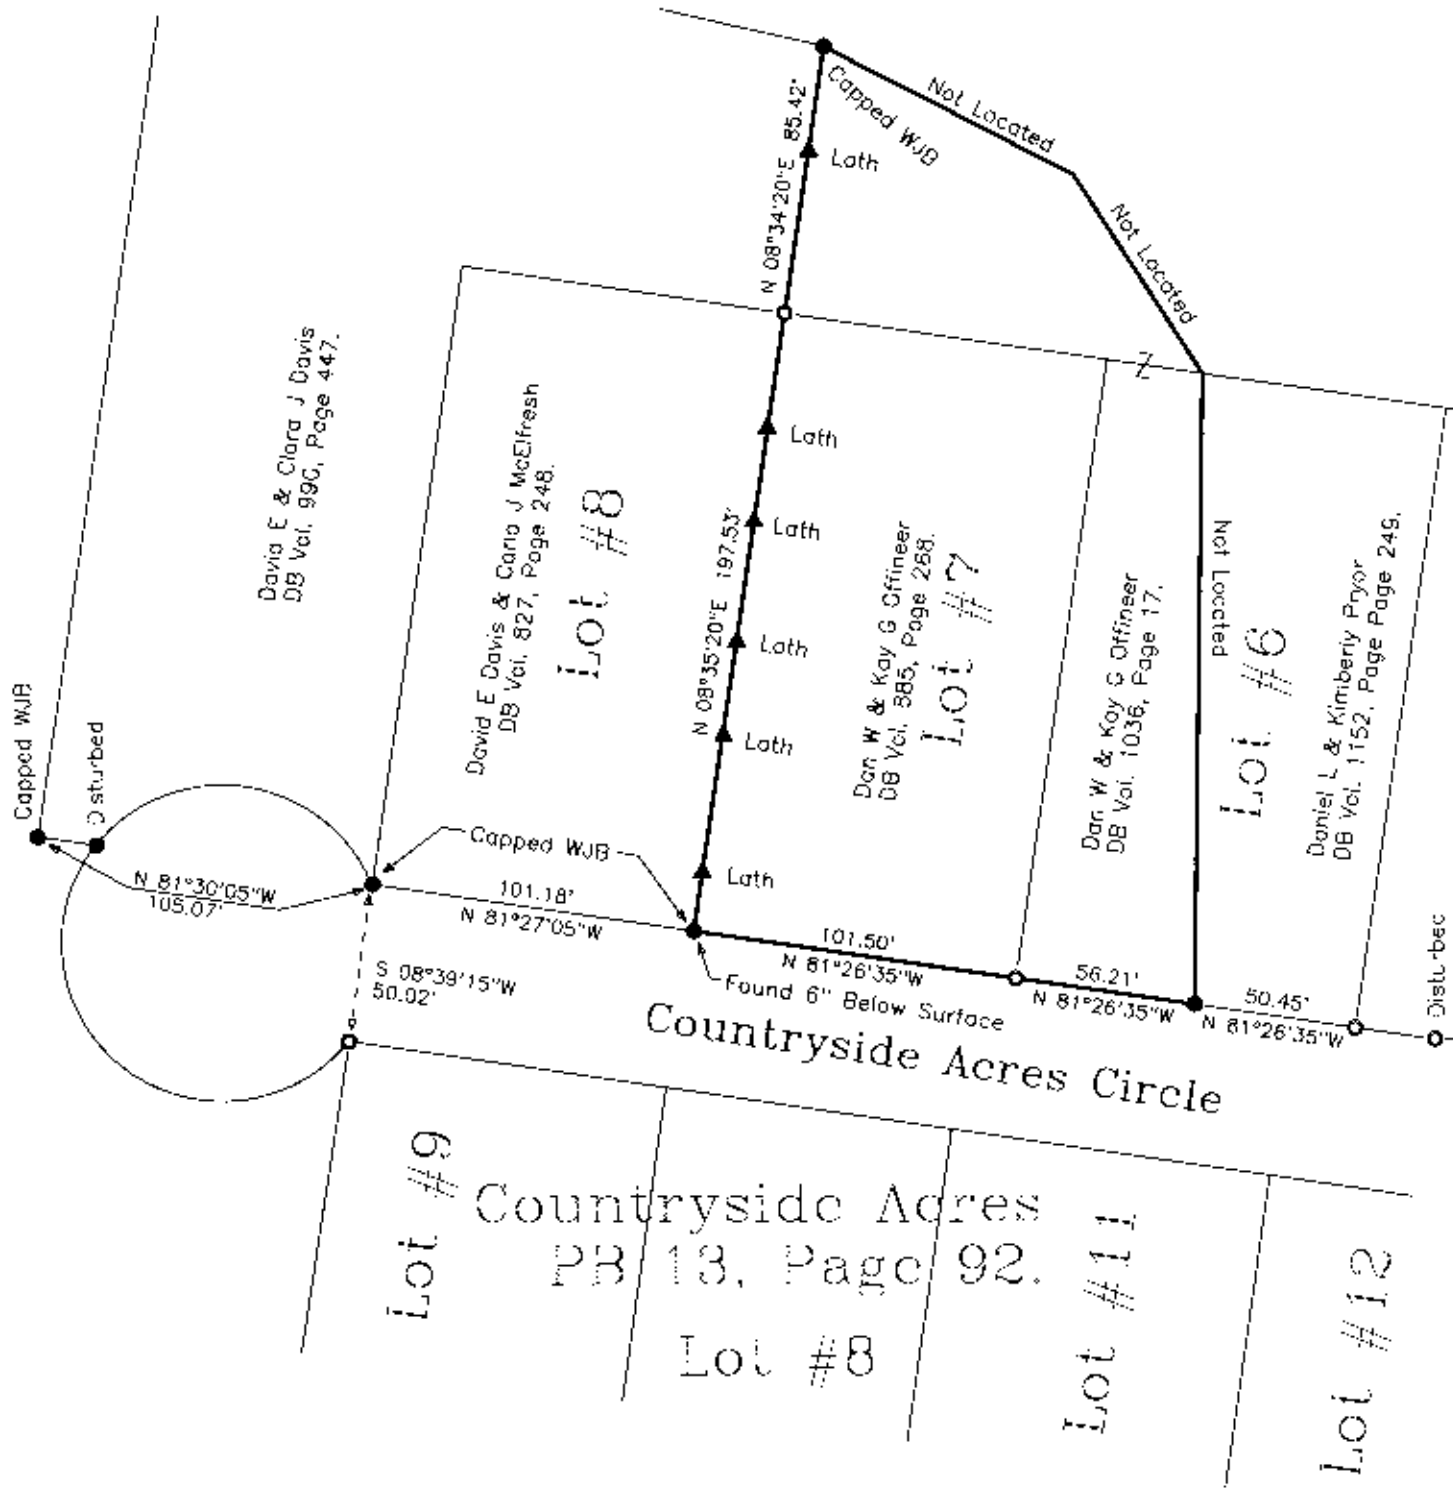 Not Located
Capped WJB
N 08°34'20"E 85.42'
Lath
Not Located
David E & Clara J Davis
DB Vol. 990, Page 447.
David E Davis & Carla J McElfresh
DB Vol. 827, Page 248.
Lot #8
Lath
Lath
N 08°35'20"E 197.53'
Lath
Lath
Lath
Dan W & Kay G Offineer
DB Vol. 885, Page 268.
Lot #7
Dan W & Kay G Offineer
DB Vol. 1036, Page 17.
Not Located
Lot #6
Daniel L & Kimberly Pryor
DB Vol. 1152, Page Page 249.
Capped WJB
Disturbed
N 81°30'05"W
105.07'
Capped WJB
101.18'
N 81°27'05"W
S 08°39'15"W
50.02'
101.50'
N 81°26'35"W
Found 6" Below Surface
56.21'
N 81°26'35"W
50.45'
N 81°26'35"W
Disturbed
Countryside Acres Circle
Lot #9
Countryside Acres
PB 13, Page 92.
Lot #8
Lot #11
Lot #12